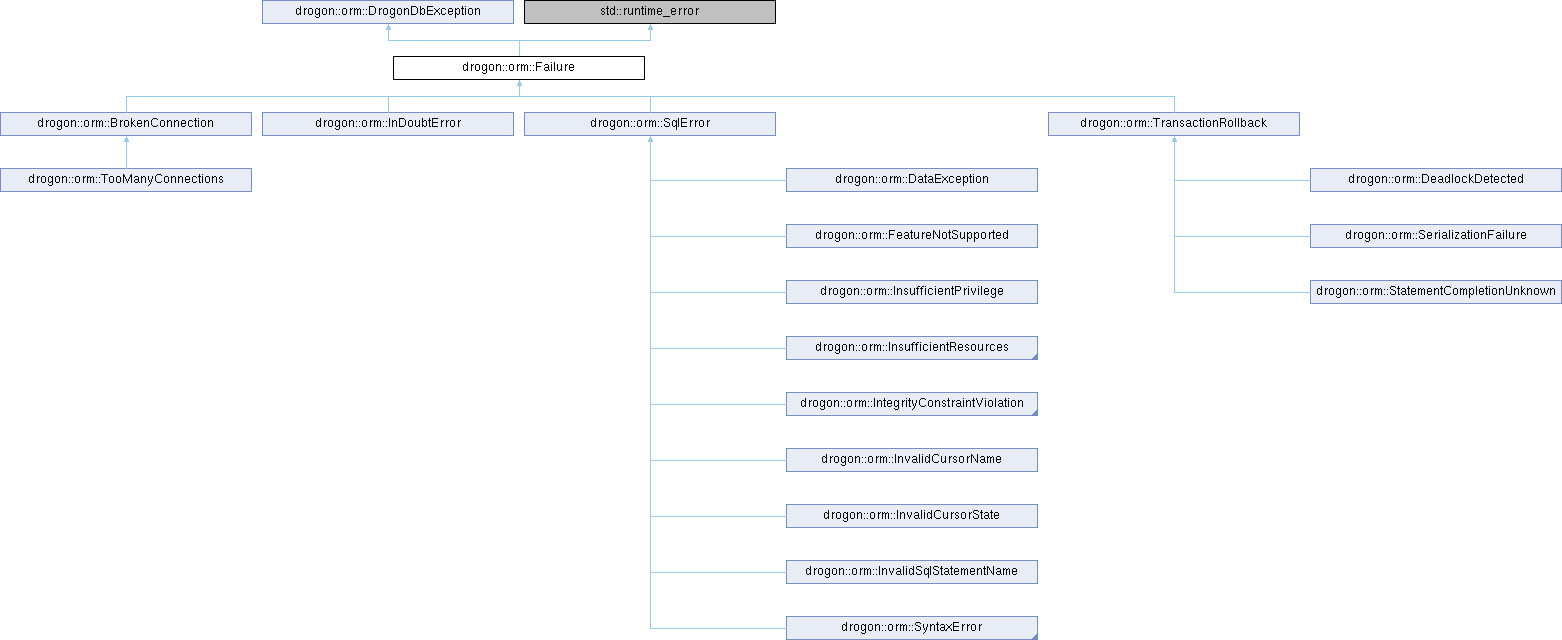 drogon::orm::DrogonDbException
std::runtime_error
drogon::orm::Failure
drogon::orm::BrokenConnection
drogon::orm::InDoubtError
drogon::orm::SqlError
drogon::orm::TransactionRollback
drogon::orm::TooManyConnections
drogon::orm::DataException
drogon::orm::DeadlockDetected
drogon::orm::FeatureNotSupported
drogon::orm::SerializationFailure
drogon::orm::InsufficientPrivilege
drogon::orm::StatementCompletionUnknown
drogon::orm::InsufficientResources
drogon::orm::IntegrityConstraintViolation
drogon::orm::InvalidCursorName
drogon::orm::InvalidCursorState
drogon::orm::InvalidSqlStatementName
drogon::orm::SyntaxError